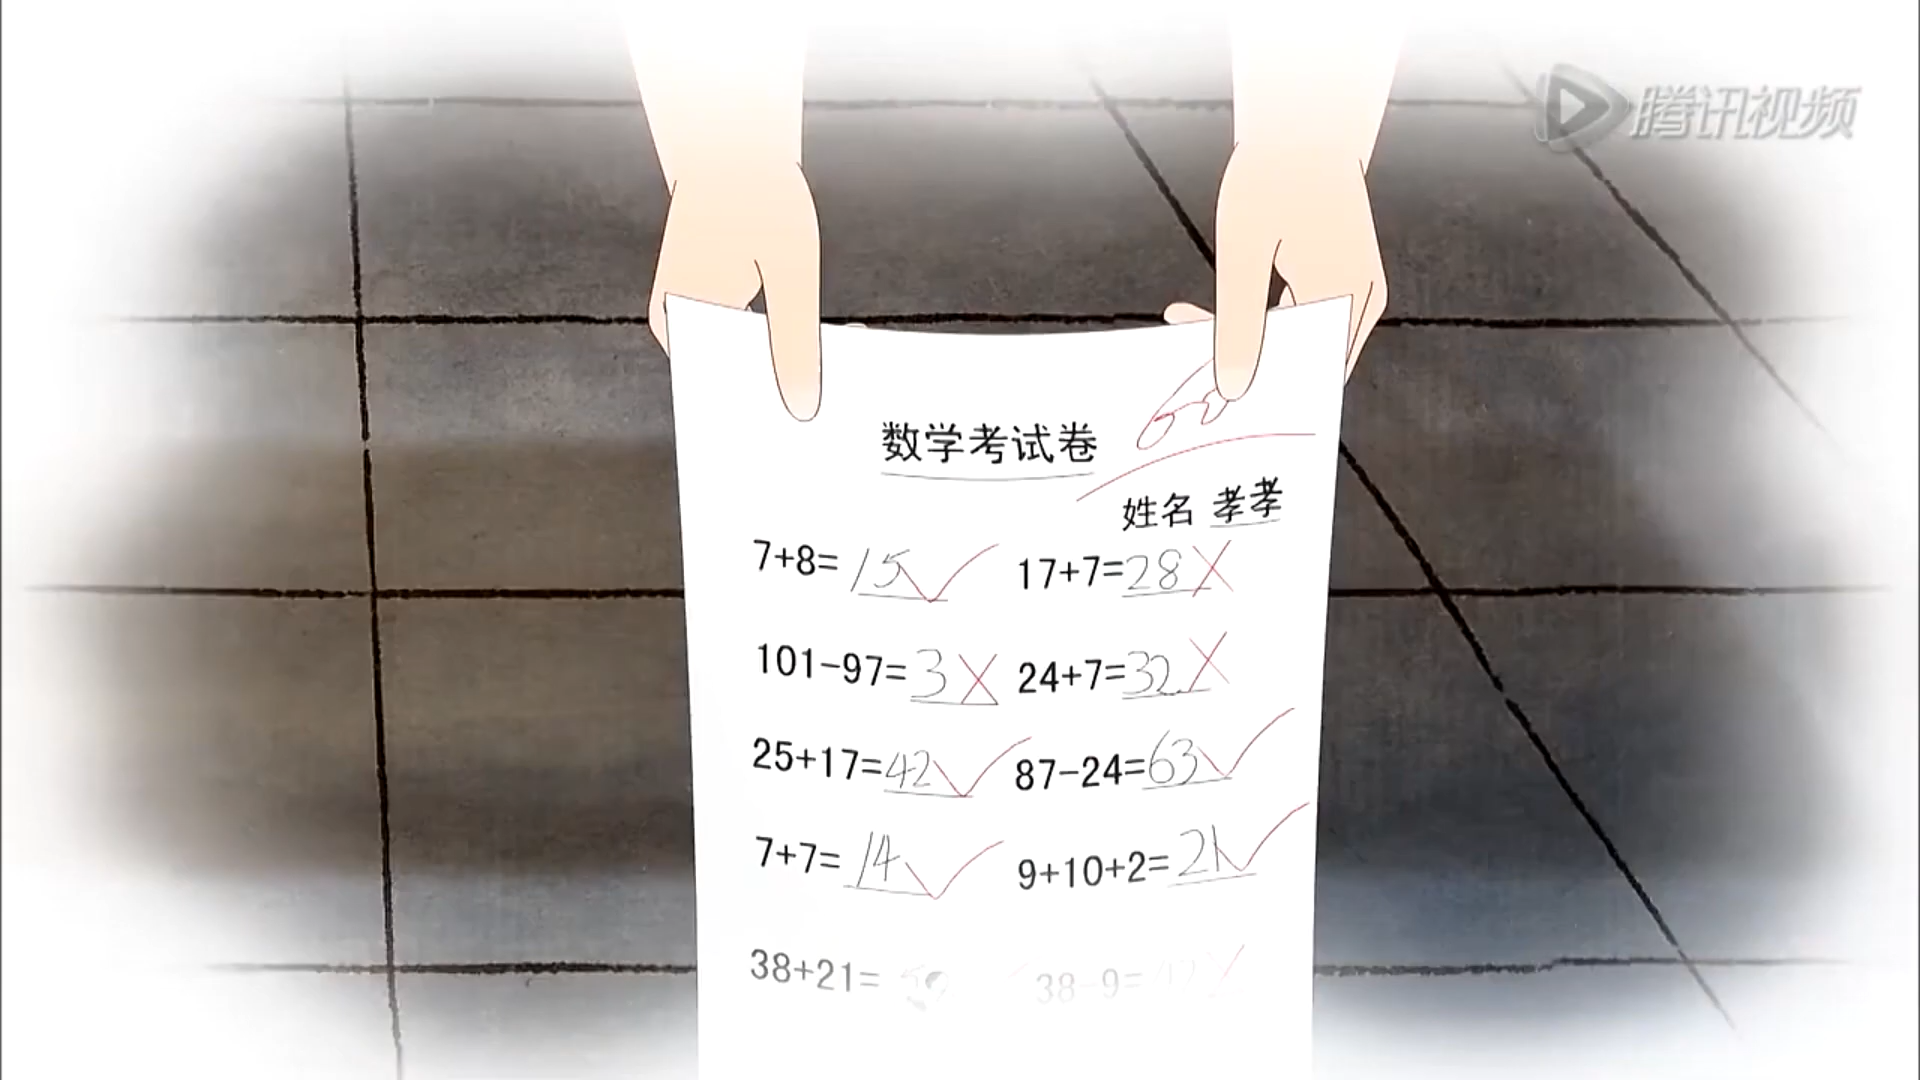 腾讯视频
数学考试卷
姓名 孝孝
7+8=15 17+7=28
101-97=3 24+7=32
25+17=42 87-24=63
7+7=14 9+10+2=21
38+21=59 38-9=